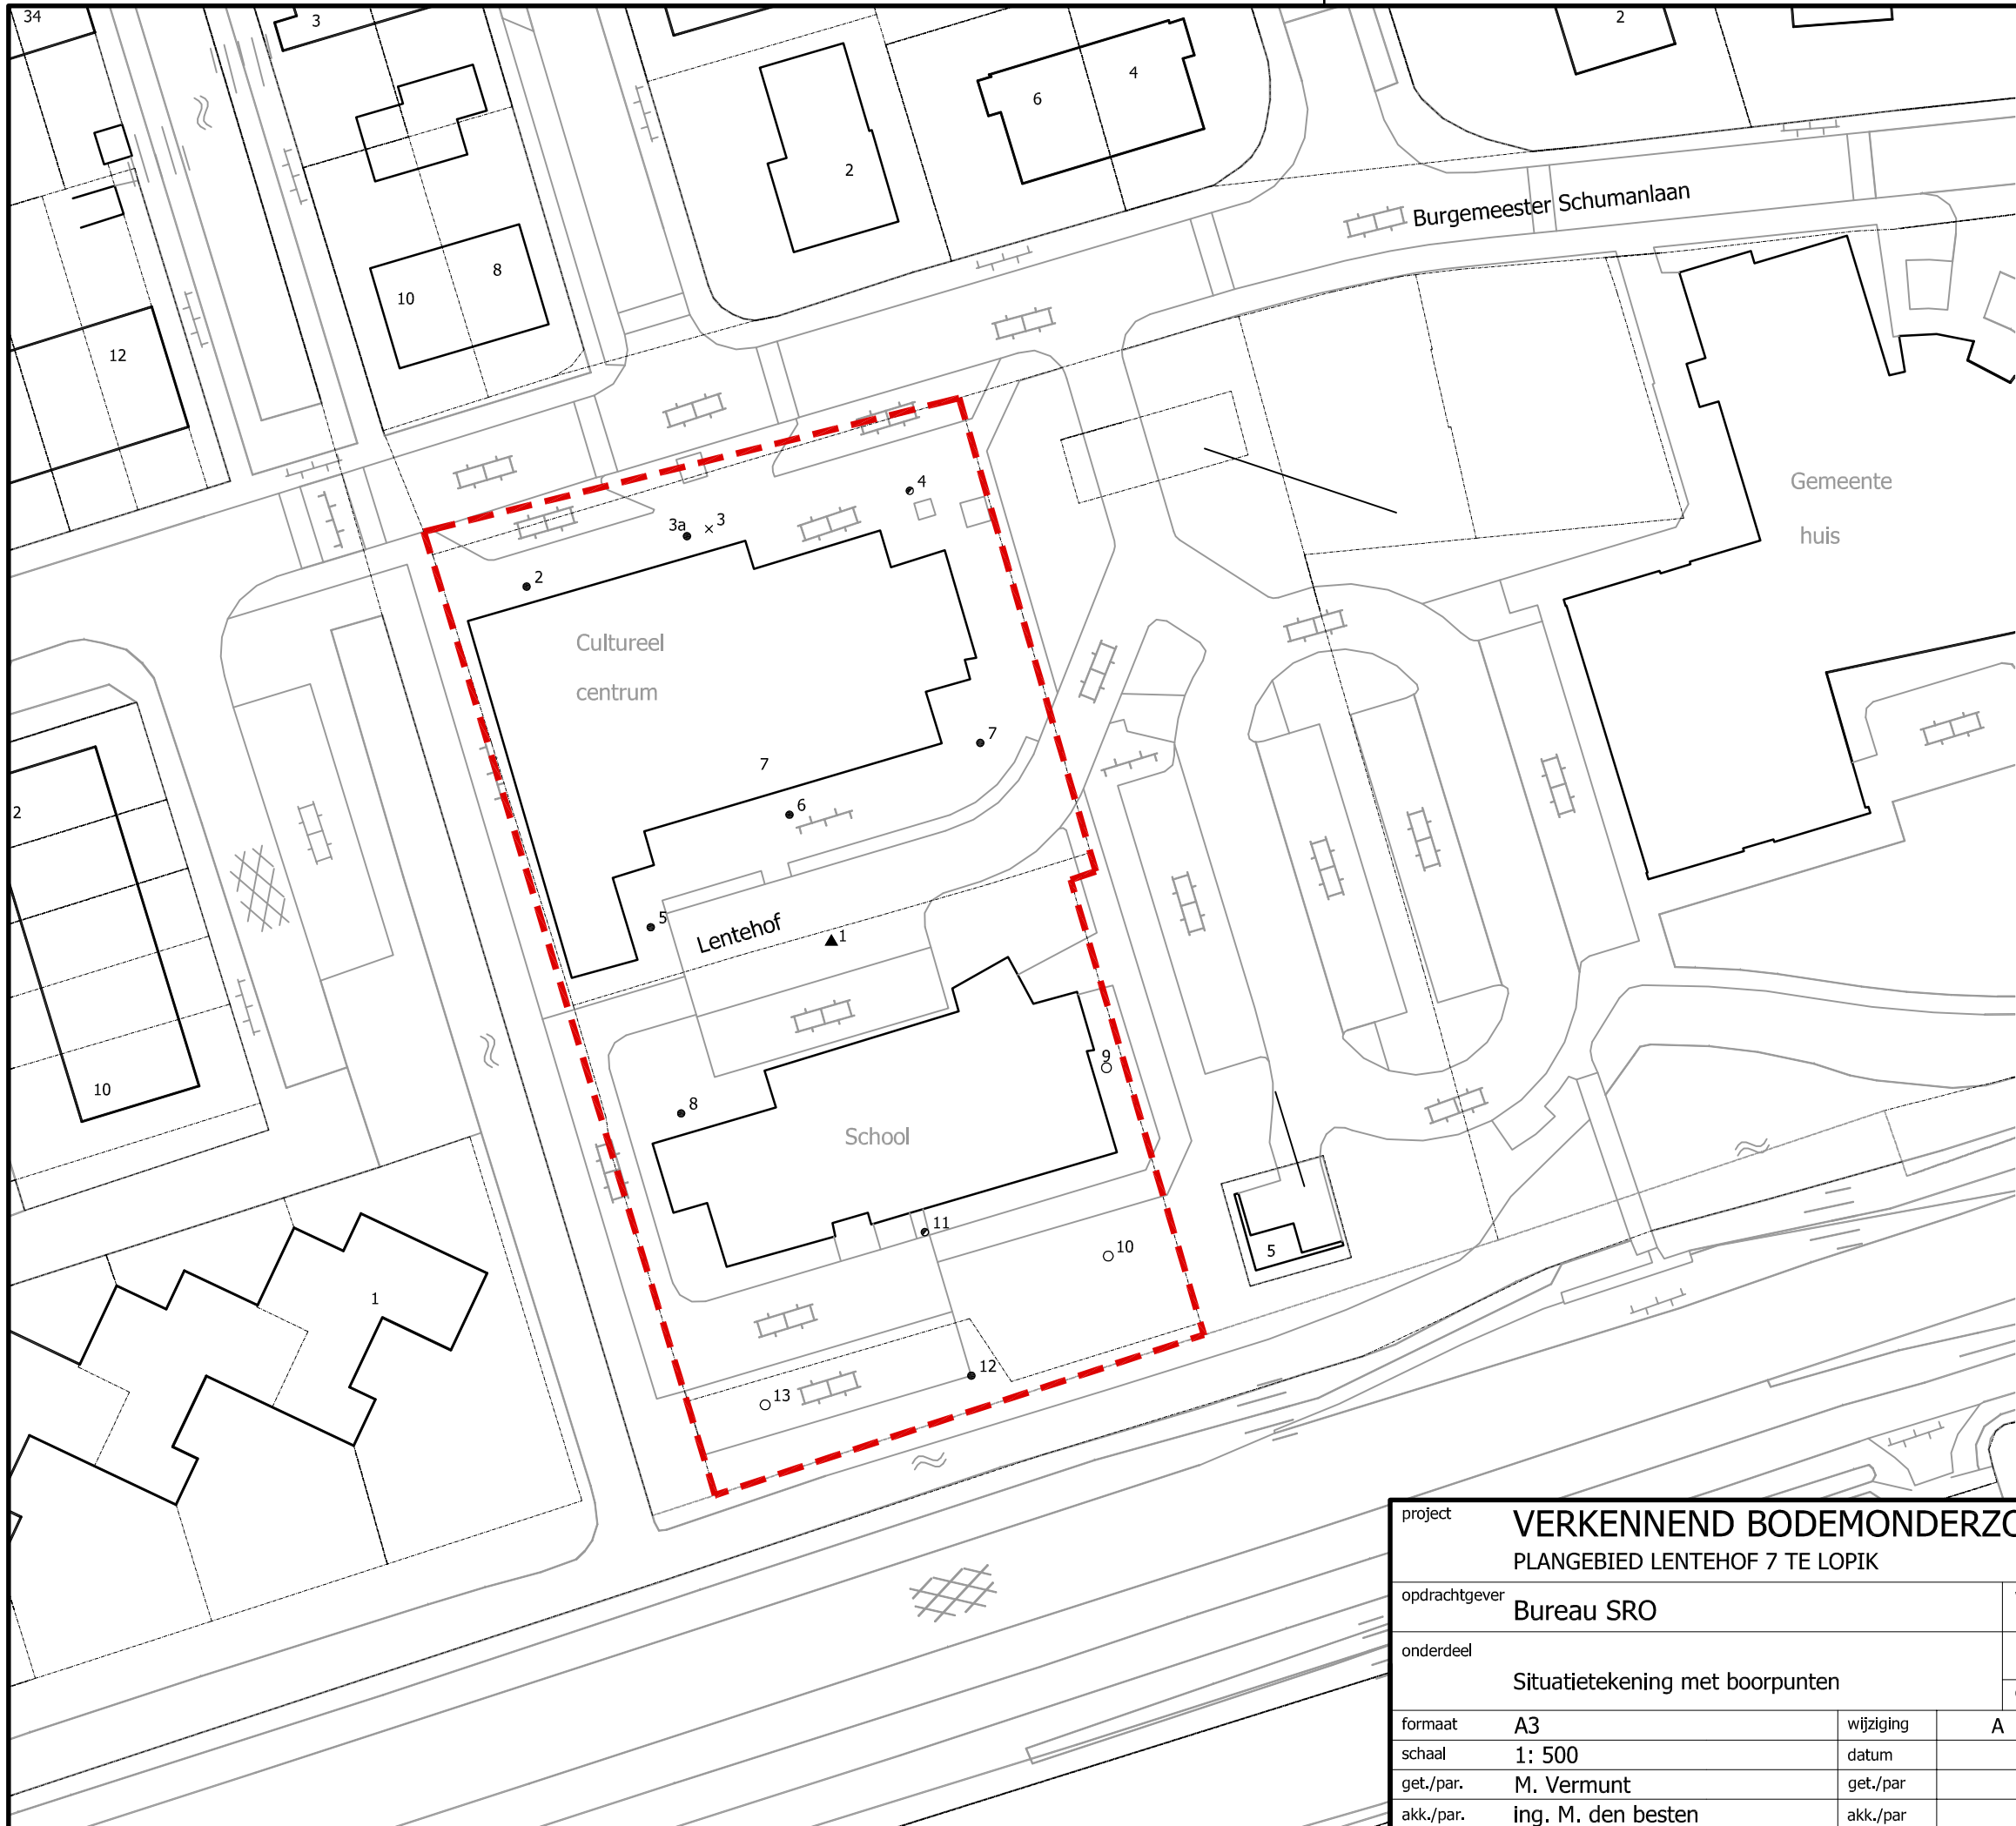 34
3
2
6
4
2
Burgemeester Schumanlaan
10
8
12
Gemeente
huis
4
3a
3
2
Cultureel
centrum
7
7
6
2
5
Lentehof
1
9
10
8
School
11
10
5
1
12
13
project
VERKENNEND BODEMONDERZO
PLANGEBIED LENTEHOF 7 TE LOPIK
opdrachtgever
Bureau SRO
onderdeel
Situatietekening met boorpunten
formaat A3 wijziging A
schaal 1: 500 datum
get./par. M. Vermunt get./par
akk./par. ing. M. den besten akk./par